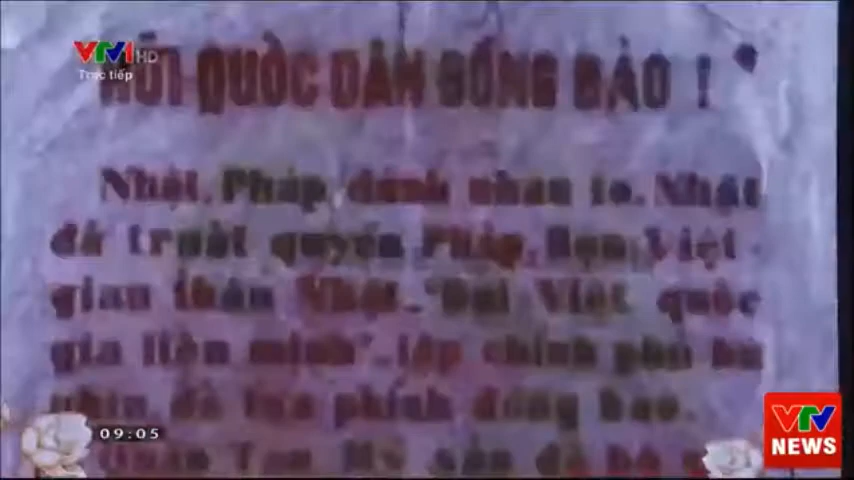 VTV1 HD
Trực tiếp
HỠI QUỐC DÂN ĐỒNG BÀO !
Nhật, Pháp đánh nhau to. Nhật
đã truất quyền Pháp. Bọn Việt
gian thân Nhật "Đại Việt quốc
gia liên minh" lập chính phủ bù
nhìn để lừa phỉnh đồng bào.
09:05
VTV
NEWS